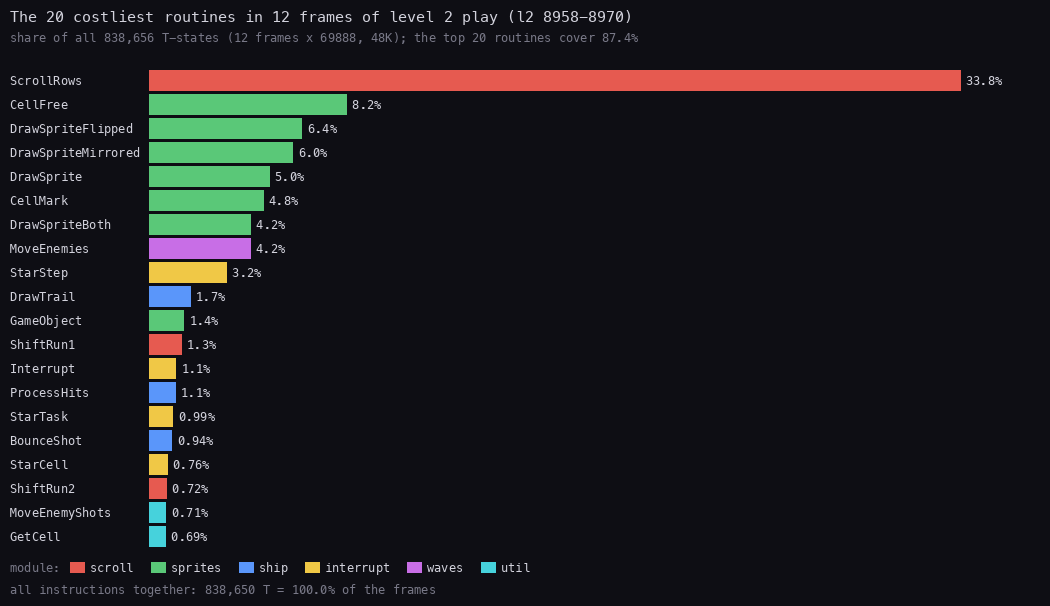 The 20 costliest routines in 12 frames of level 2 play (l2 8958–8970)
share of all 838,656 T–states (12 frames x 69888, 48K); the top 20 routines cover 87.4%
ScrollRows 33.8%
CellFree 8.2%
DrawSpriteFlipped 6.4%
DrawSpriteMirrored 6.0%
DrawSprite 5.0%
CellMark 4.8%
DrawSpriteBoth 4.2%
MoveEnemies 4.2%
StarStep 3.2%
DrawTrail 1.7%
GameObject 1.4%
ShiftRun1 1.3%
Interrupt 1.1%
ProcessHits 1.1%
StarTask 0.99%
BounceShot 0.94%
StarCell 0.76%
ShiftRun2 0.72%
MoveEnemyShots 0.71%
GetCell 0.69%
module: scroll sprites ship interrupt waves util
all instructions together: 838,650 T = 100.0% of the frames